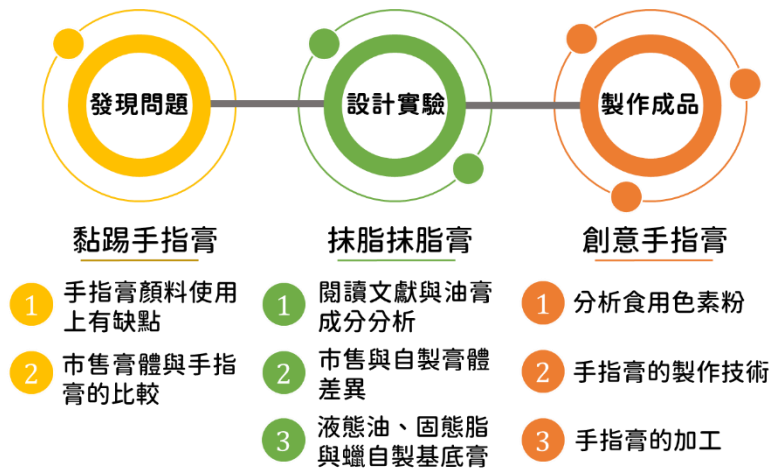 發現問題
設計實驗
製作成品
黏踢手指膏
1 手指膏顏料使用
上有缺點
2 市售膏體與手指
膏的比較
抹脂抹脂膏
1 閱讀文獻與油膏
成分分析
2 市售與自製膏體
差異
3 液態油、固態脂
與蠟自製基底膏
創意手指膏
1 分析食用色素粉
2 手指膏的製作技術
3 手指膏的加工